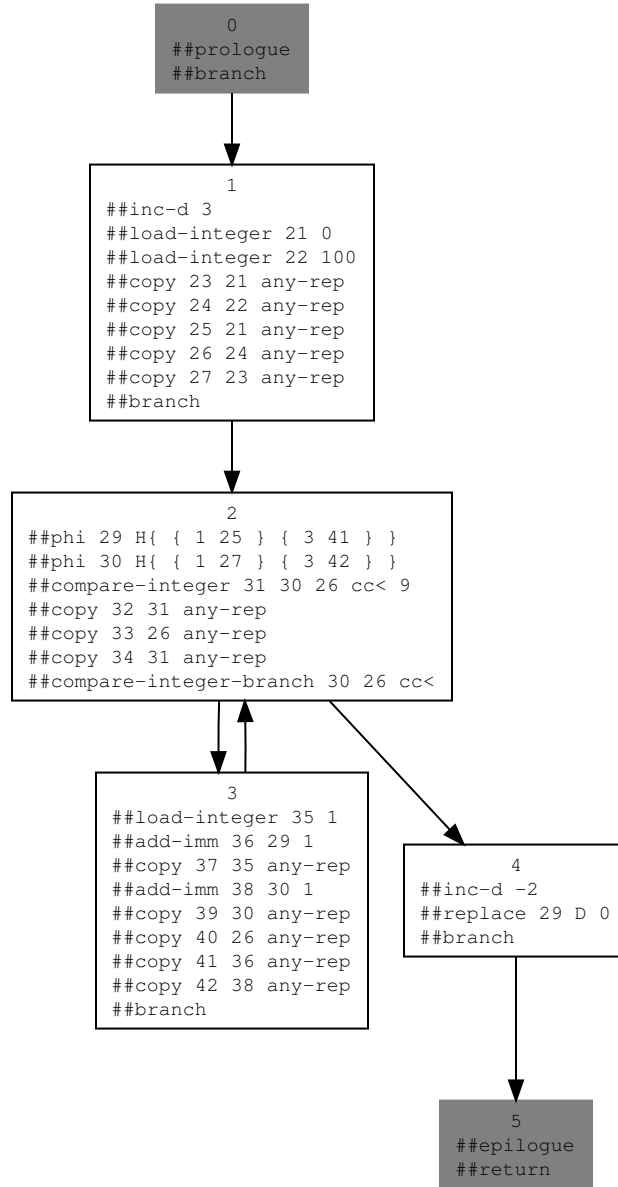 0
##prologue
##branch
1
##inc-d 3
##load-integer 21 0
##load-integer 22 100
##copy 23 21 any-rep
##copy 24 22 any-rep
##copy 25 21 any-rep
##copy 26 24 any-rep
##copy 27 23 any-rep
##branch
2
##phi 29 H{ { 1 25 } { 3 41 } }
##phi 30 H{ { 1 27 } { 3 42 } }
##compare-integer 31 30 26 cc< 9
##copy 32 31 any-rep
##copy 33 26 any-rep
##copy 34 31 any-rep
##compare-integer-branch 30 26 cc<
3
##load-integer 35 1
##add-imm 36 29 1
##copy 37 35 any-rep
##add-imm 38 30 1
##copy 39 30 any-rep
##copy 40 26 any-rep
##copy 41 36 any-rep
##copy 42 38 any-rep
##branch
4
##inc-d -2
##replace 29 D 0
##branch
5
##epilogue
##return